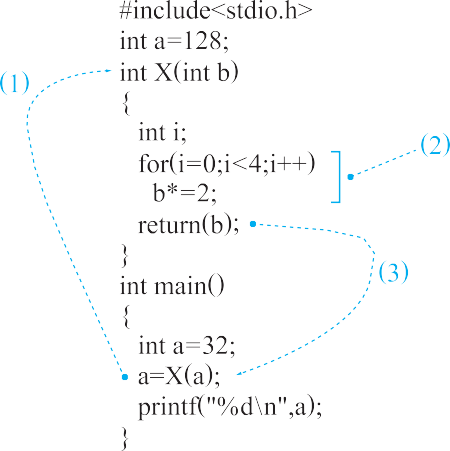 #include<stdio.h>
int a=128;
(1) int X(int b)
{
int i;
for(i=0;i<4;i++) (2)
b*=2;
return(b);
}
(3)
int main()
{
int a=32;
a=X(a);
printf("%d\n",a);
}